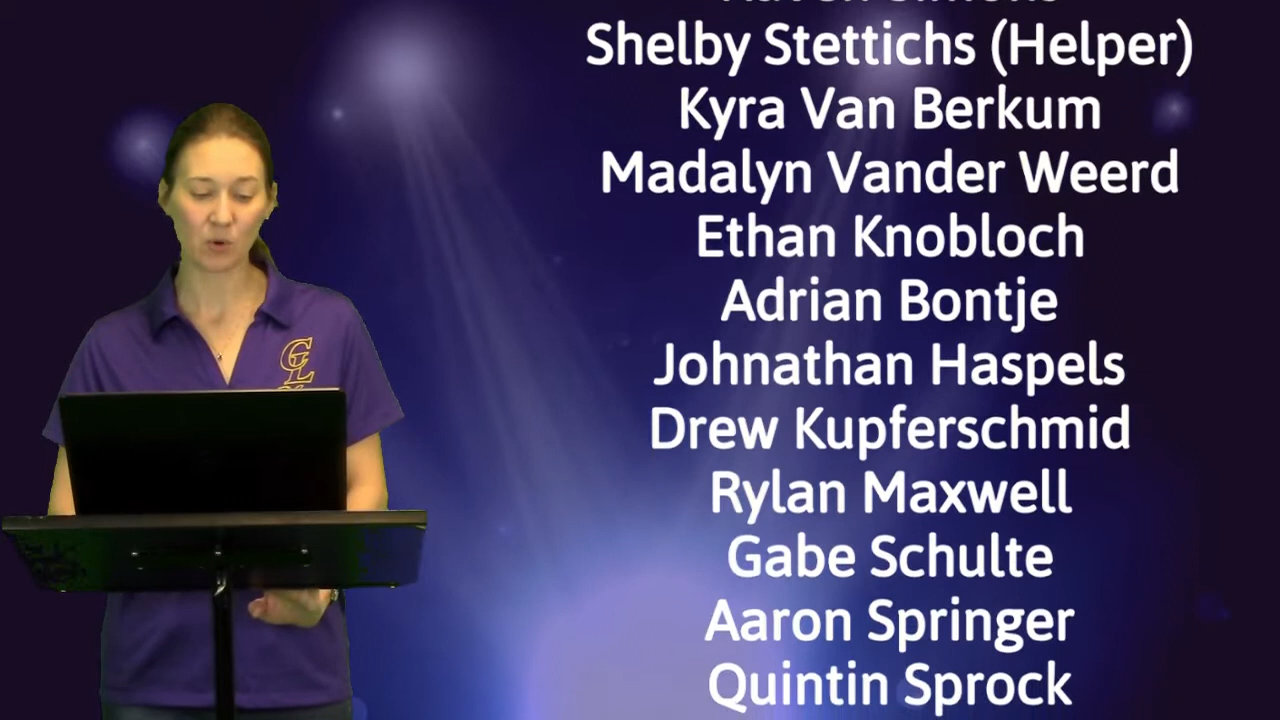 Shelby Stettichs (Helper)
Kyra Van Berkum
Madalyn Vander Weerd
Ethan Knobloch
Adrian Bontje
Johnathan Haspels
Drew Kupferschmid
Rylan Maxwell
Gabe Schulte
Aaron Springer
Quintin Sprock
CL